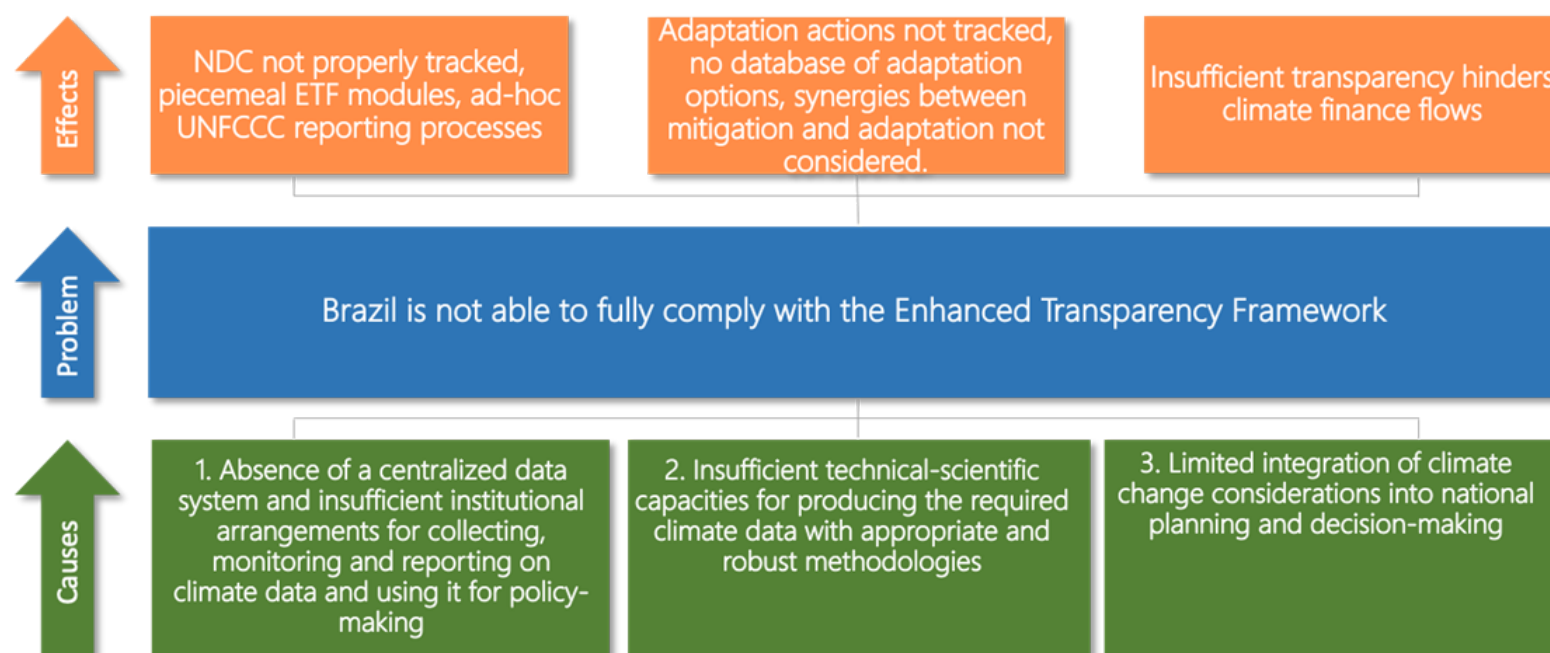 Effects
NDC not properly tracked,
piecemeal ETF modules, ad-hoc
UNFCCC reporting processes
Adaptation actions not tracked,
no database of adaptation
options, synergies between
mitigation and adaptation not
considered.
Insufficient transparency hinders
climate finance flows
Problem
Brazil is not able to fully comply with the Enhanced Transparency Framework
Causes
1. Absence of a centralized data
system and insufficient institutional
arrangements for collecting,
monitoring and reporting on
climate data and using it for policy-
making
2. Insufficient technical-scientific
capacities for producing the required
climate data with appropriate and
robust methodologies
3. Limited integration of climate
change considerations into national
planning and decision-making